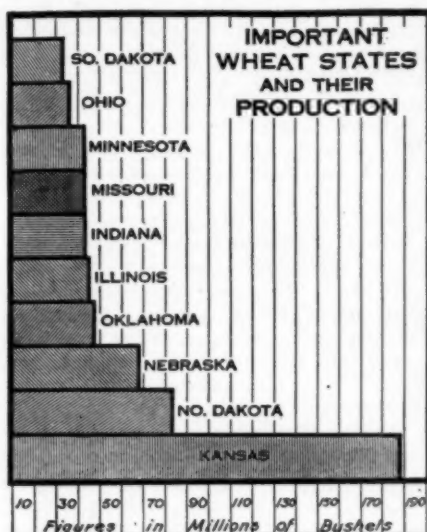 IMPORTANT
WHEAT STATES
AND THEIR
PRODUCTION
SO. DAKOTA
OHIO
MINNESOTA
MISSOURI
INDIANA
ILLINOIS
OKLAHOMA
NEBRASKA
NO. DAKOTA
KANSAS
10 30 50 70 90 110 130 150 170 190
Figures in Millions of Bushels